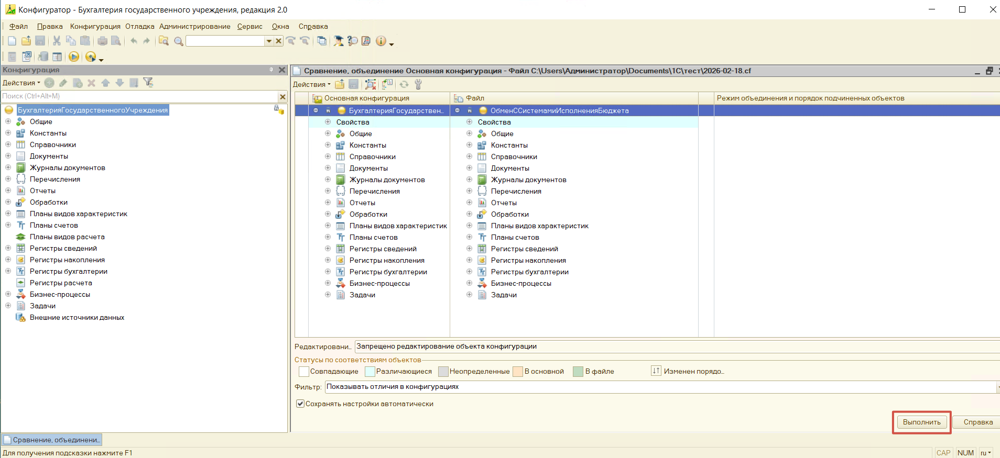 Конфигуратор - Бухгалтерия государственного учреждения, редакция 2.0
Файл Правка Конфигурация Отладка Администрирование Сервис Окна Справка
Конфигурация
Действия
Поиск (Ctrl+Alt+M)
БухгалтерияГосударственногоУчреждения
Общие
Константы
Справочники
Документы
Журналы документов
Перечисления
Отчеты
Обработки
Планы видов характеристик
Планы счетов
Планы видов расчета
Регистры сведений
Регистры накопления
Регистры бухгалтерии
Регистры расчета
Бизнес-процессы
Задачи
Внешние источники данных
Сравнение, объединение Основная конфигурация - Файл C:\Users\Администратор\Documents\1C\тест\2026-02-18.cf
Действия
Основная конфигурация Файл Режим объединения и порядок подчиненных объектов
БухгалтерияГосударствен... ОбменССистемамиИсполненияБюджета
Свойства Свойства
Общие Общие
Константы Константы
Справочники Справочники
Документы Документы
Журналы документов Журналы документов
Перечисления Перечисления
Отчеты Отчеты
Обработки Обработки
Планы видов характеристик Планы видов характеристик
Планы счетов Планы счетов
Регистры сведений Регистры сведений
Регистры накопления Регистры накопления
Регистры бухгалтерии Регистры бухгалтерии
Бизнес-процессы Бизнес-процессы
Задачи Задачи
Редактировани... Запрещено редактирование объекта конфигурации
Статусы по соответствиям объектов
Совпадающие Различающиеся Неопределенные В основной В файле Изменен порядо...
Фильтр: Показывать отличия в конфигурациях
Сохранять настройки автоматически
Выполнить Справка
Сравнение, объединени...
Для получения подсказки нажмите F1 CAP NUM ru